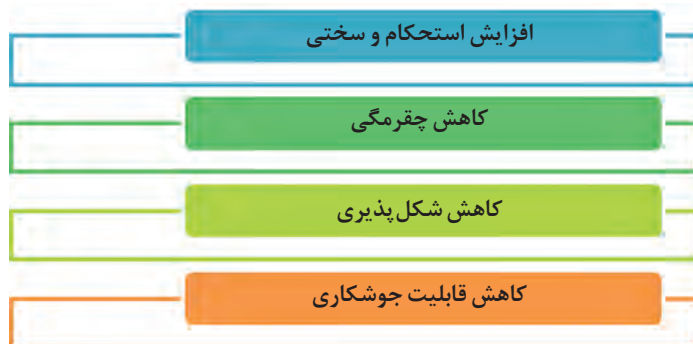 افزایش استحکام و سختی
کاهش چقرمگی
کاهش شکل‌پذیری
کاهش قابلیت جوشکاری